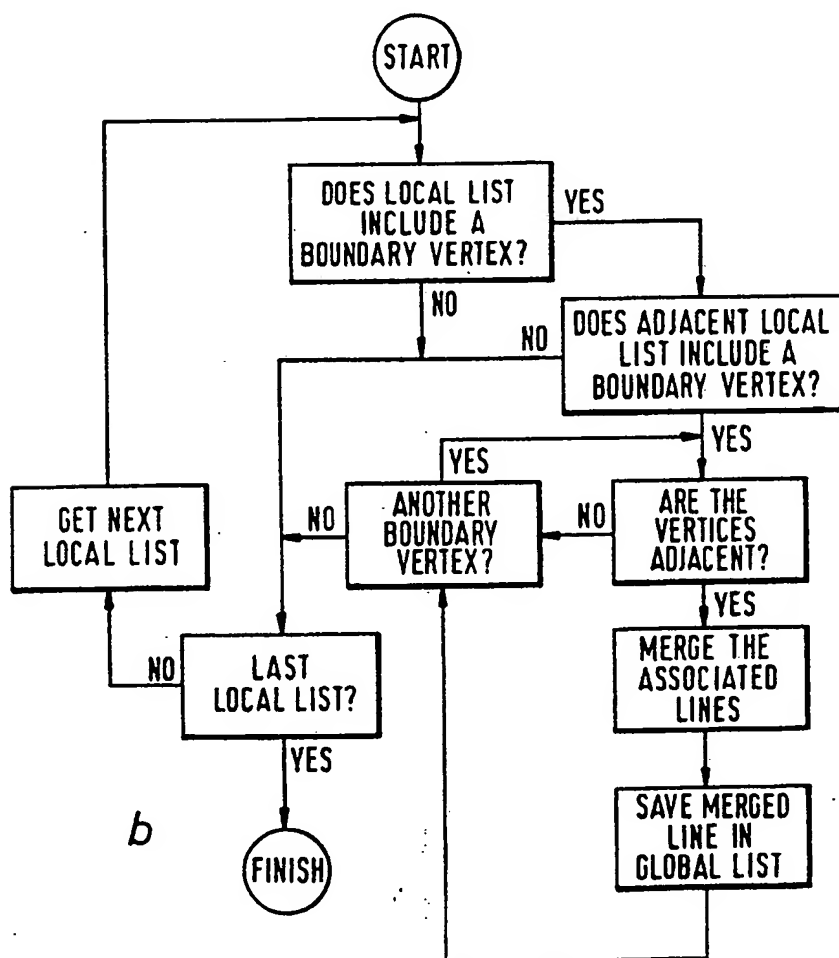 START
DOES LOCAL LIST
INCLUDE A
BOUNDARY VERTEX?
YES
NO
DOES ADJACENT LOCAL
LIST INCLUDE A
BOUNDARY VERTEX?
NO
YES
ARE THE
VERTICES
ADJACENT?
NO
YES
ANOTHER
BOUNDARY
VERTEX?
YES
NO
GET NEXT
LOCAL LIST
MERGE THE
ASSOCIATED
LINES
LAST
LOCAL LIST?
NO
YES
SAVE MERGED
LINE IN
GLOBAL LIST
b
FINISH